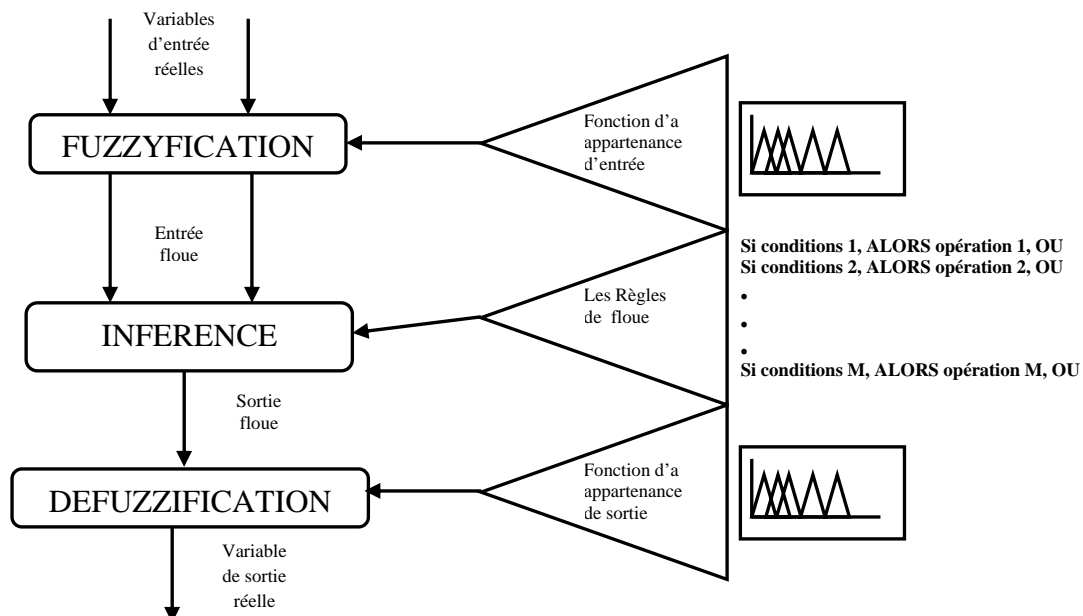 Variables
d'entrée
réelles
FUZZYFICATION
Fonction d'a
appartenance
d'entrée
Entrée
floue
Si conditions 1, ALORS opération 1, OU
Si conditions 2, ALORS opération 2, OU
•
•
•
Si conditions M, ALORS opération M, OU
Les Règles
de floue
INFERENCE
Sortie
floue
Fonction d'a
appartenance
de sortie
DEFUZZIFICATION
Variable
de sortie
réelle